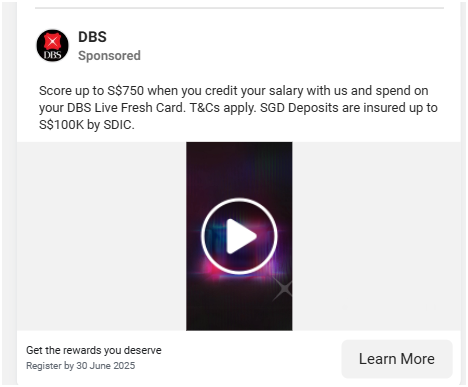 DBS
DBS
Sponsored
Score up to S$750 when you credit your salary with us and spend on
your DBS Live Fresh Card. T&Cs apply. SGD Deposits are insured up to
S$100K by SDIC.
Get the rewards you deserve
Register by 30 June 2025
Learn More